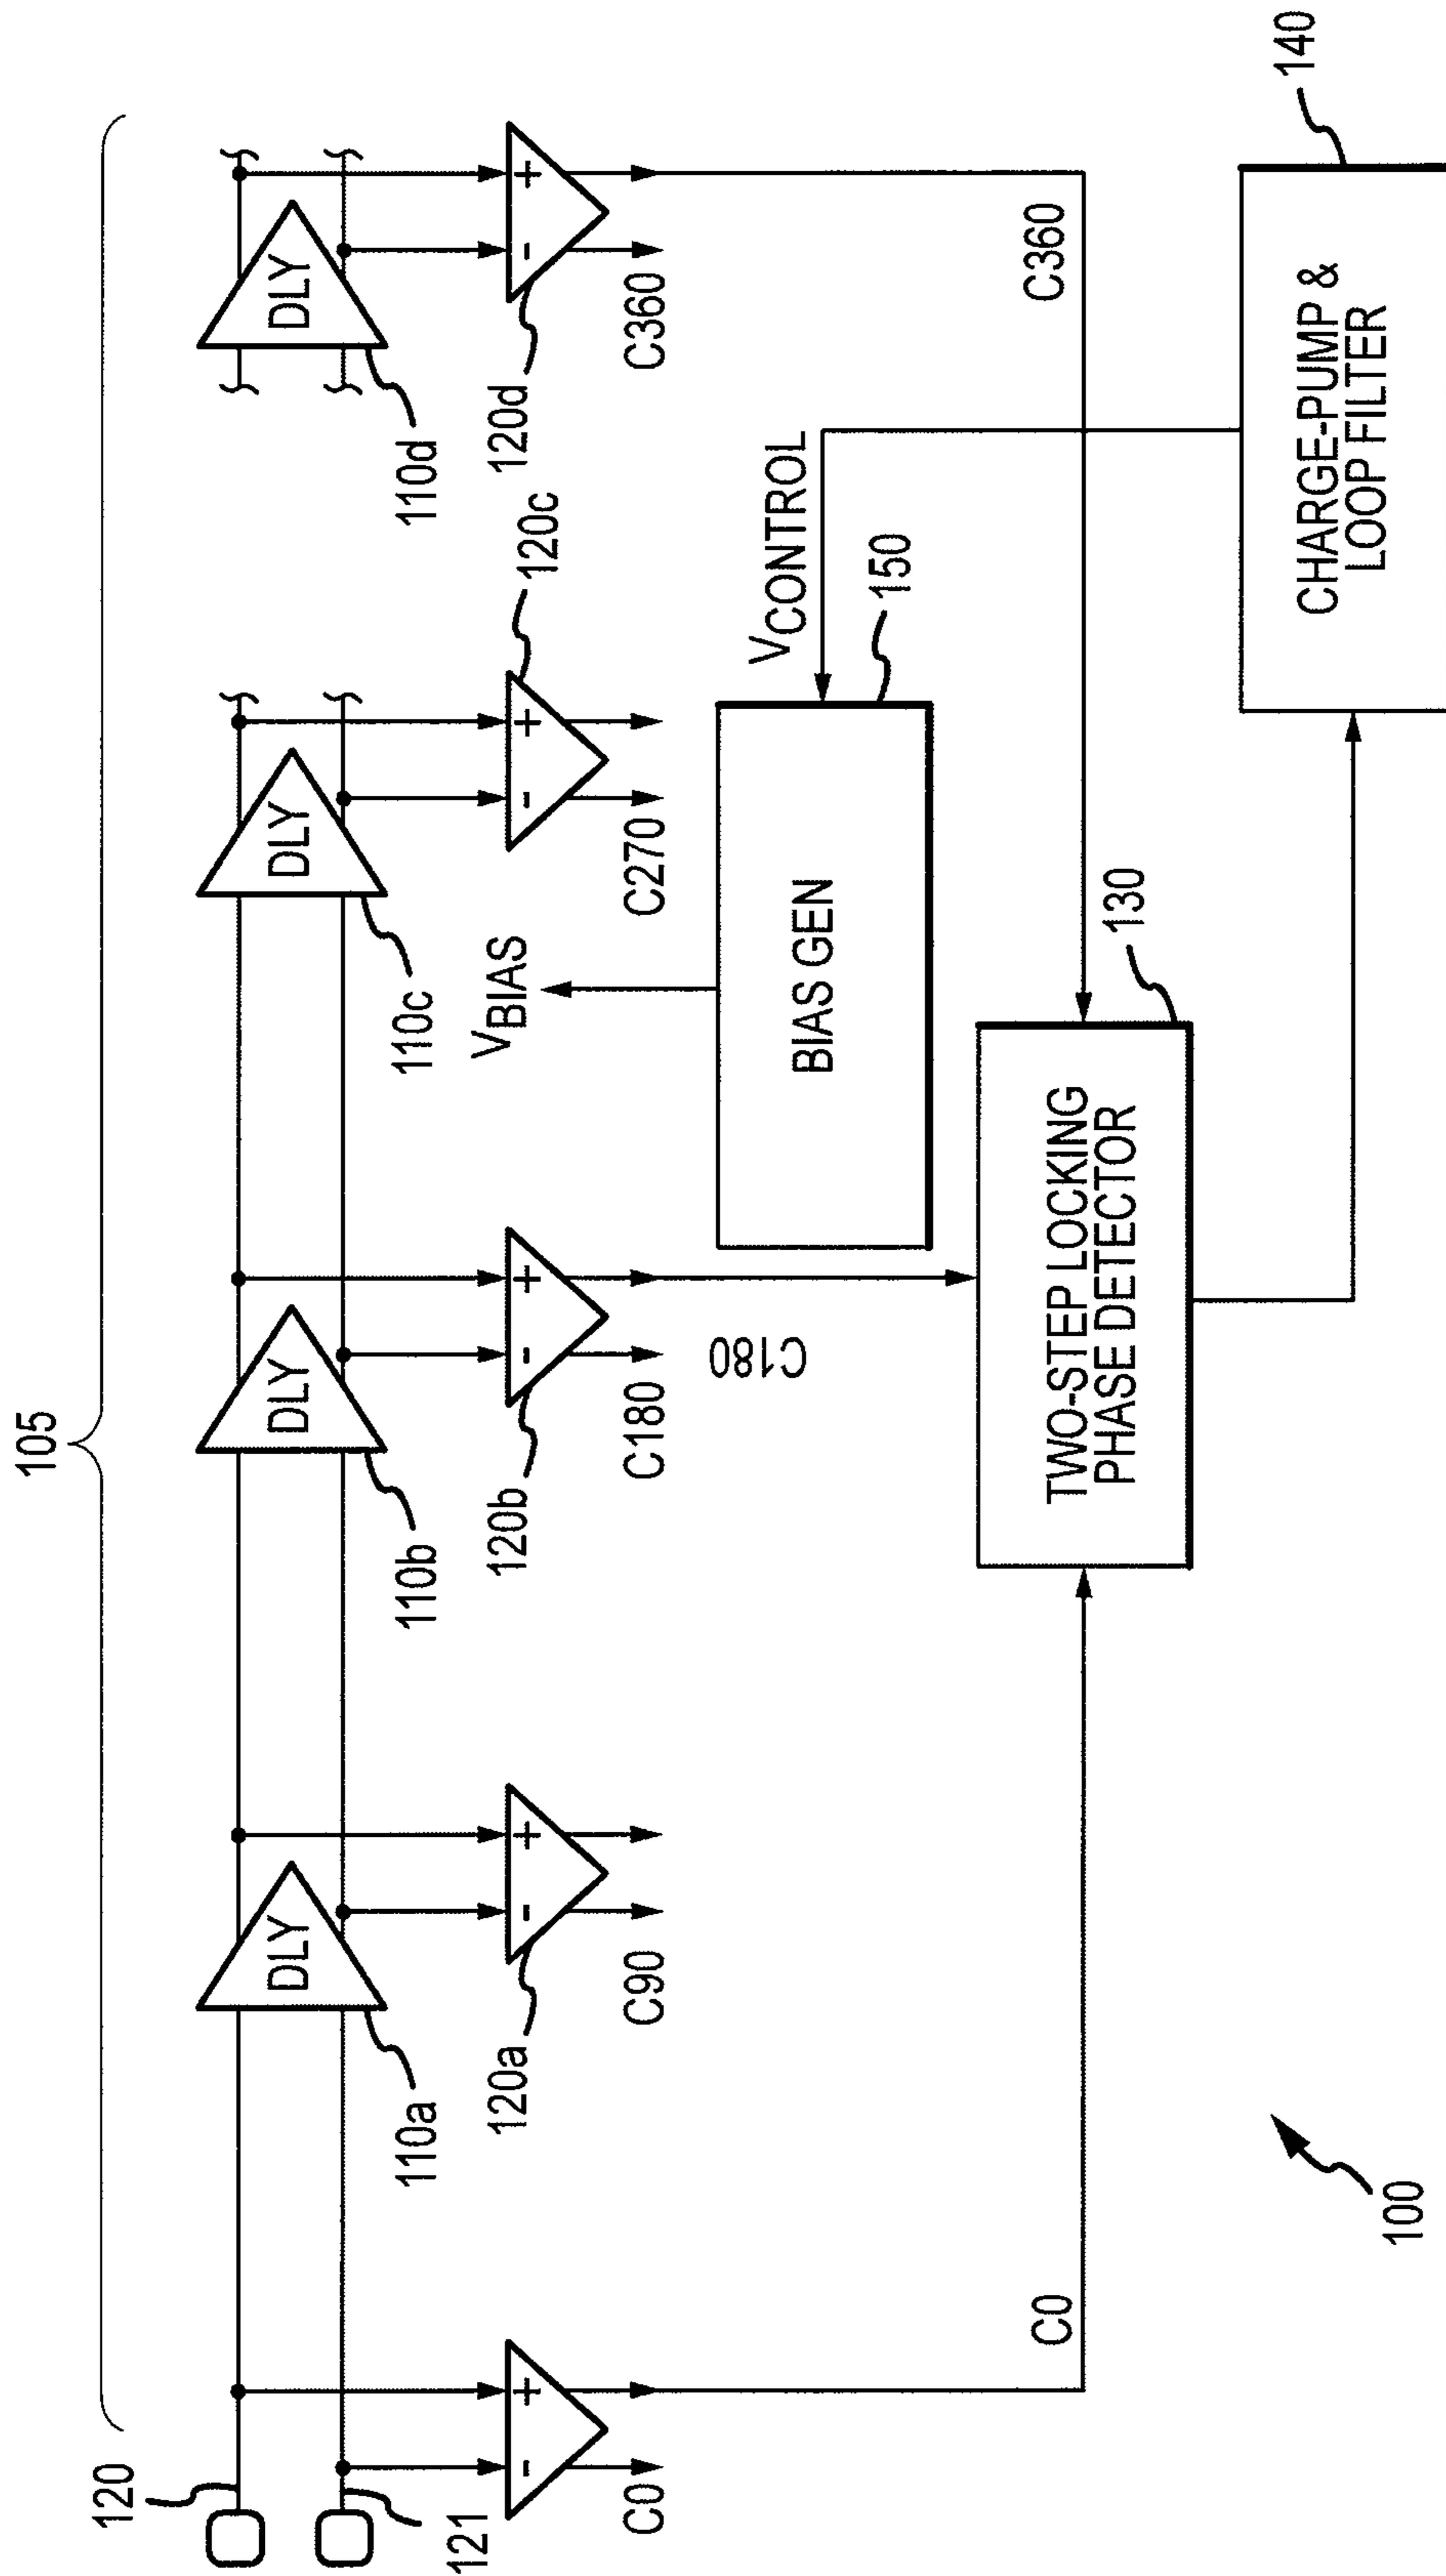 105
120
121
DLY
DLY
DLY
DLY
110a
110b
110c
110d
- +
- +
- +
- +
- +
120a
120b
120c
120d
C0
C90
C180
C270
C360
C180
VBIAS
VCONTROL
BIAS GEN
150
C0
C360
TWO-STEP LOCKING
PHASE DETECTOR
130
CHARGE-PUMP &
LOOP FILTER
140
100